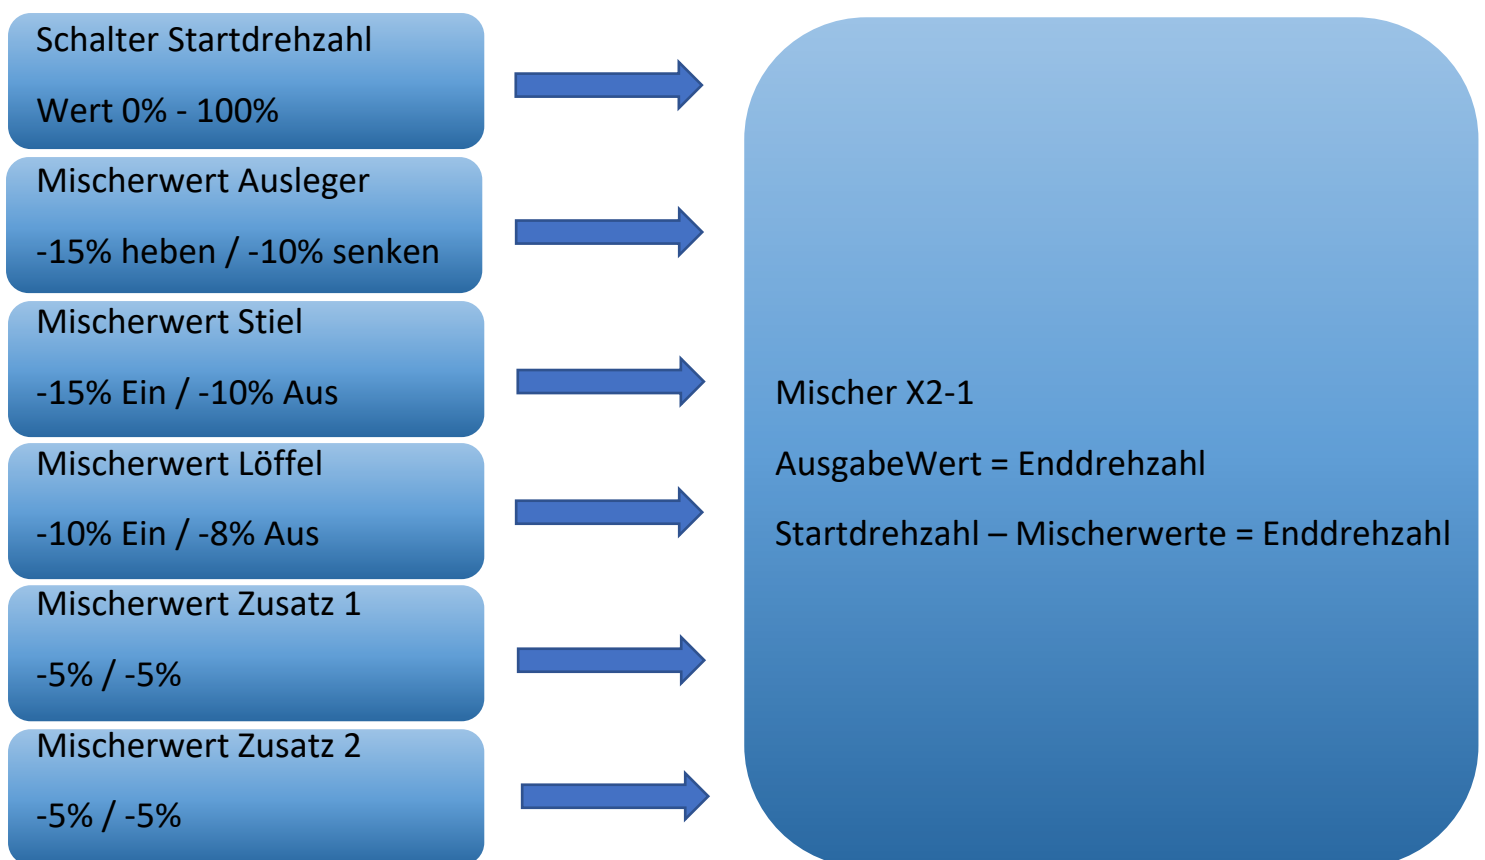 Schalter Startdrehzahl
Wert 0% - 100%
Mischerwert Ausleger
-15% heben / -10% senken
Mischerwert Stiel
-15% Ein / -10% Aus
Mischerwert Löffel
-10% Ein / -8% Aus
Mischerwert Zusatz 1
-5% / -5%
Mischerwert Zusatz 2
-5% / -5%
Mischer X2-1
AusgabeWert = Enddrehzahl
Startdrehzahl – Mischerwerte = Enddrehzahl